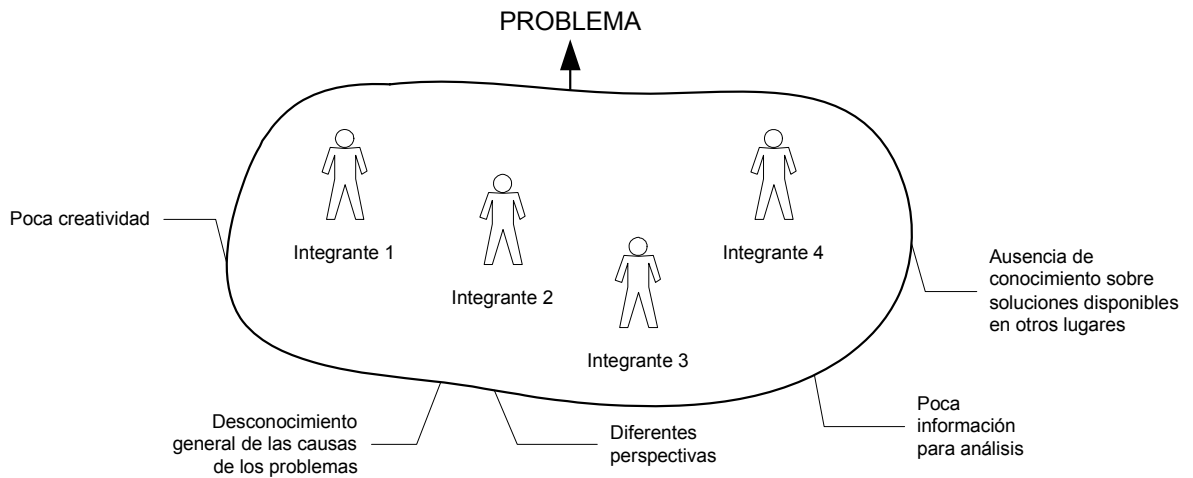 PROBLEMA
Poca creatividad
Integrante 1
Integrante 2
Integrante 3
Integrante 4
Ausencia de
conocimiento sobre
soluciones disponibles
en otros lugares
Desconocimiento
general de las causas
de los problemas
Diferentes
perspectivas
Poca
información
para análisis